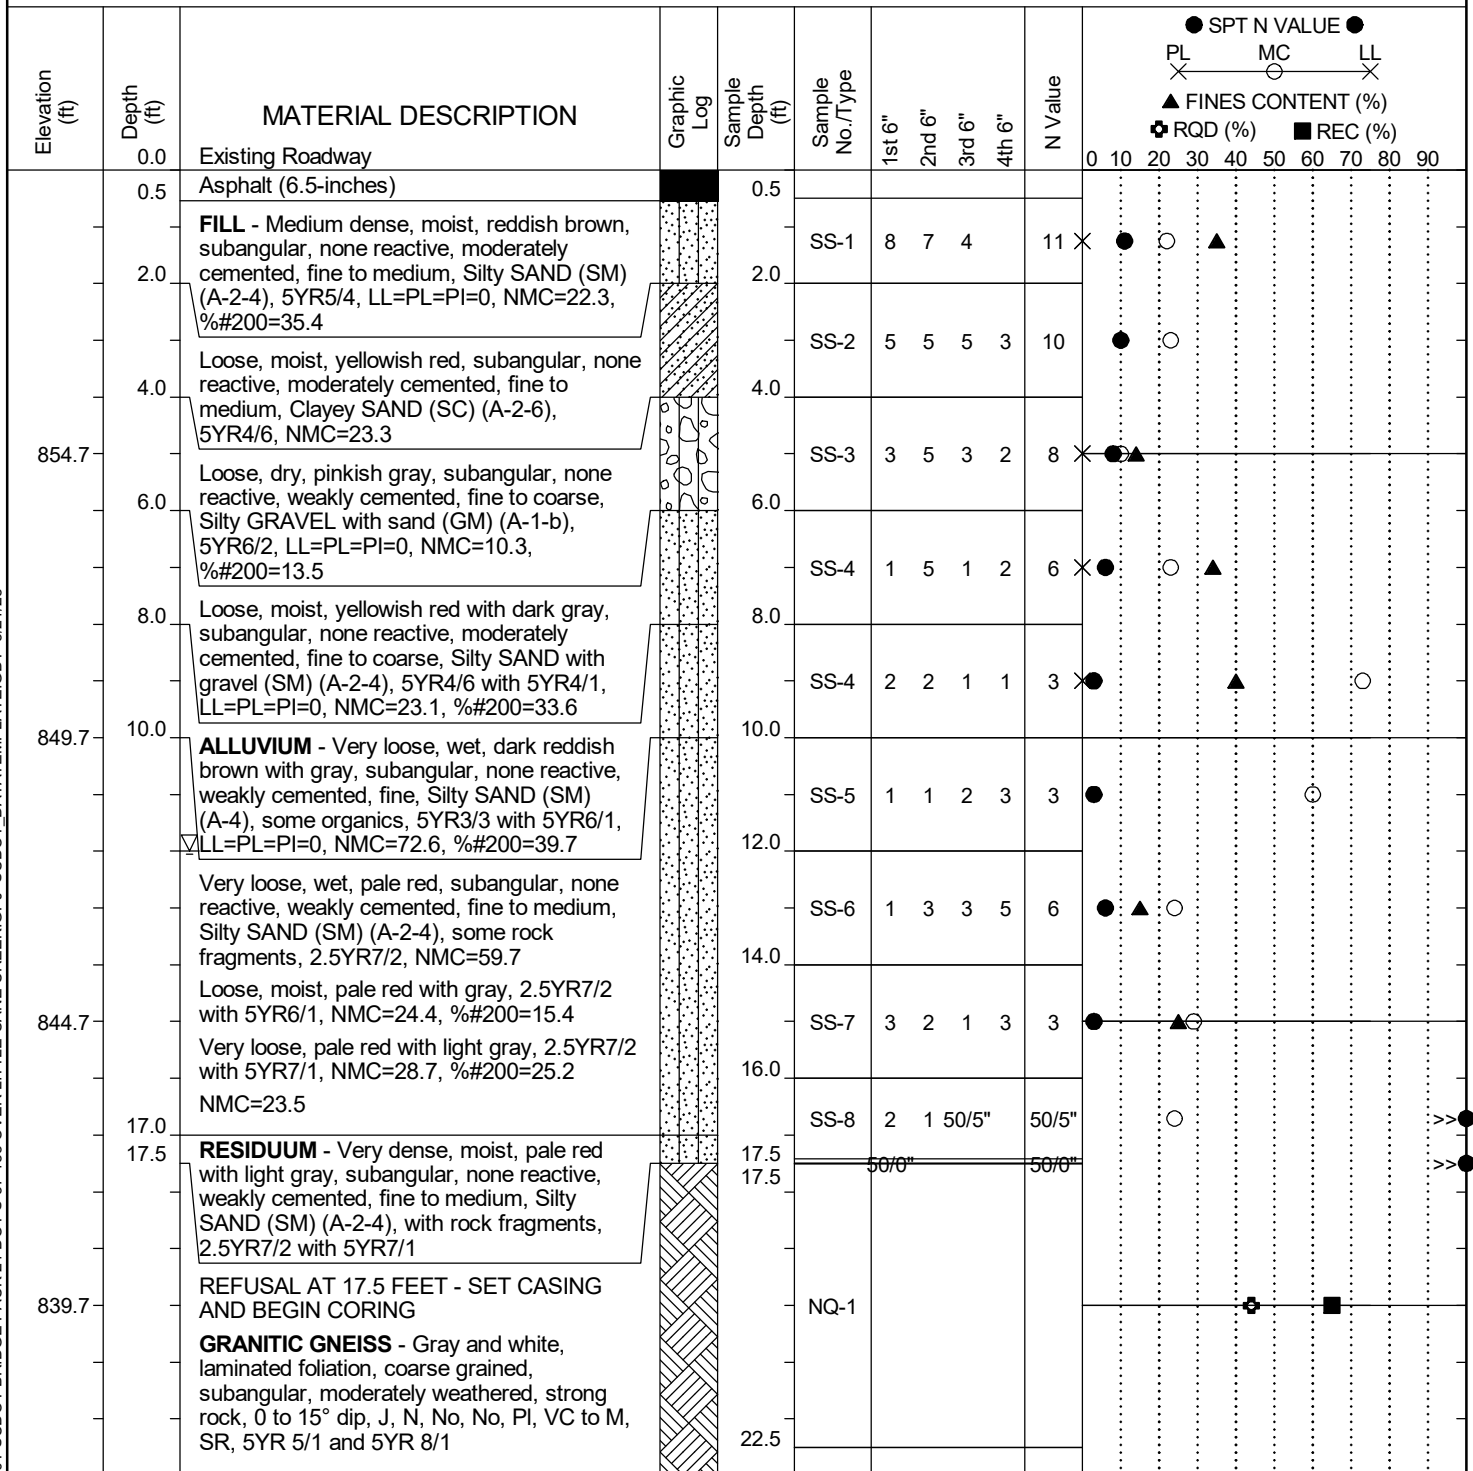 Elevation (ft)
Depth (ft)
MATERIAL DESCRIPTION
Graphic Log
Sample Depth (ft)
Sample No./Type
1st 6"
2nd 6"
3rd 6"
4th 6"
N Value
SPT N VALUE
PL MC LL
FINES CONTENT (%)
RQD (%) REC (%)
0 10 20 30 40 50 60 70 80 90
0.0 Existing Roadway
0.5 Asphalt (6.5-inches) 0.5
FILL - Medium dense, moist, reddish brown,
subangular, none reactive, moderately
cemented, fine to medium, Silty SAND (SM)
(A-2-4), 5YR5/4, LL=PL=PI=0, NMC=22.3,
%#200=35.4
SS-1 8 7 4 11
2.0 2.0
Loose, moist, yellowish red, subangular, none
reactive, moderately cemented, fine to
medium, Clayey SAND (SC) (A-2-6),
5YR4/6, NMC=23.3
SS-2 5 5 5 3 10
4.0 4.0
854.7
Loose, dry, pinkish gray, subangular, none
reactive, weakly cemented, fine to coarse,
Silty GRAVEL with sand (GM) (A-1-b),
5YR6/2, LL=PL=PI=0, NMC=10.3,
%#200=13.5
SS-3 3 5 3 2 8
6.0 6.0
Loose, moist, yellowish red with dark gray,
subangular, none reactive, moderately
cemented, fine to coarse, Silty SAND with
gravel (SM) (A-2-4), 5YR4/6 with 5YR4/1,
LL=PL=PI=0, NMC=23.1, %#200=33.6
SS-4 1 5 1 2 6
8.0 8.0
SS-4 2 2 1 1 3
849.7 10.0 10.0
ALLUVIUM - Very loose, wet, dark reddish
brown with gray, subangular, none reactive,
weakly cemented, fine, Silty SAND (SM)
(A-4), some organics, 5YR3/3 with 5YR6/1,
LL=PL=PI=0, NMC=72.6, %#200=39.7
SS-5 1 1 2 3 3
12.0
Very loose, wet, pale red, subangular, none
reactive, weakly cemented, fine to medium,
Silty SAND (SM) (A-2-4), some rock
fragments, 2.5YR7/2, NMC=59.7
SS-6 1 3 3 5 6
14.0
Loose, moist, pale red with gray, 2.5YR7/2
with 5YR6/1, NMC=24.4, %#200=15.4
844.7
SS-7 3 2 1 3 3
Very loose, pale red with light gray, 2.5YR7/2
with 5YR7/1, NMC=28.7, %#200=25.2
16.0
NMC=23.5
SS-8 2 1 50/5" 50/5" >>
17.0
17.5 17.5
50/0" 50/0" >>
17.5
RESIDUUM - Very dense, moist, pale red
with light gray, subangular, none reactive,
weakly cemented, fine to medium, Silty
SAND (SM) (A-2-4), with rock fragments,
2.5YR7/2 with 5YR7/1
REFUSAL AT 17.5 FEET - SET CASING
AND BEGIN CORING
839.7
NQ-1
GRANITIC GNEISS - Gray and white,
laminated foliation, coarse grained,
subangular, moderately weathered, strong
rock, 0 to 15° dip, J, N, No, No, Pl, VC to M,
SR, 5YR 5/1 and 5YR 8/1
22.5